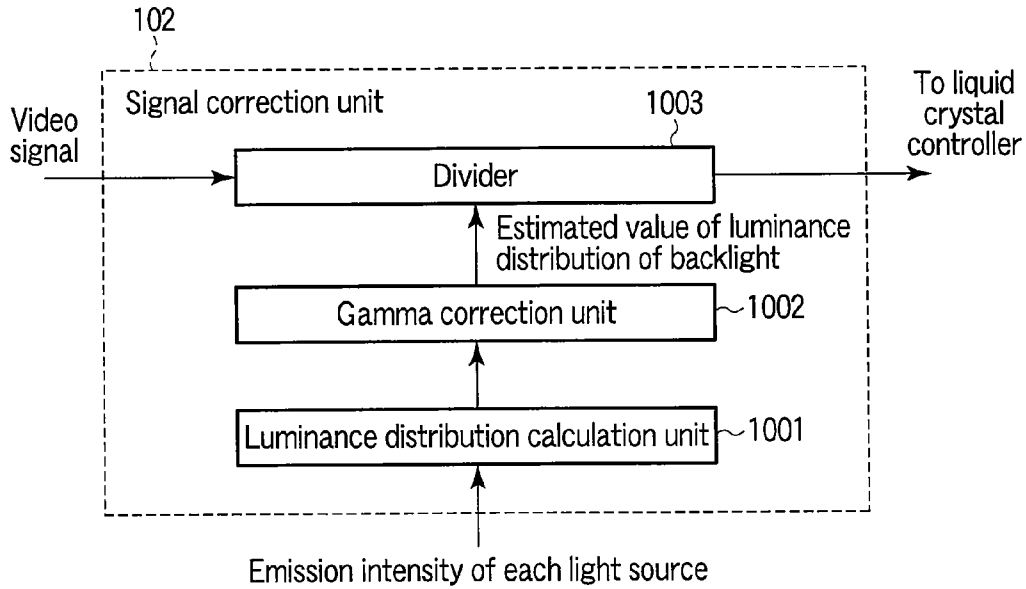 102
Signal correction unit
Video
signal
1003
To liquid
crystal
controller
Divider
Estimated value of luminance
distribution of backlight
Gamma correction unit
1002
Luminance distribution calculation unit
1001
Emission intensity of each light source